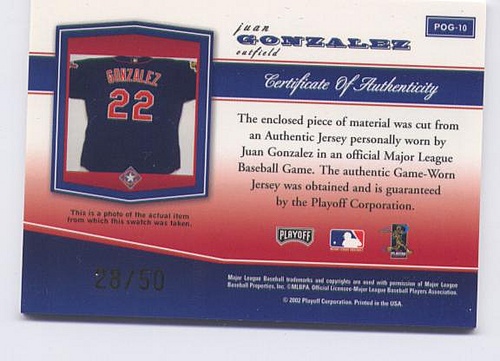 juan
GONZALEZ
outfield
POG-10
GONZALEZ
22
Certificate Of Authenticity
The enclosed piece of material was cut from
an Authentic Jersey personally worn by
Juan Gonzalez in an official Major League
Baseball Game. The authentic Game-Worn
Jersey was obtained and is guaranteed
by the Playoff Corporation.
This is a photo of the actual item
from which this swatch was taken.
PLAYOFF
28/50
Major League Baseball trademarks and copyrights are used with permission of Major League
Baseball Properties, Inc. ©MLBPA. Official Licensee-Major League Baseball Players Association.
© 2002 Playoff Corporation. Printed in the USA.